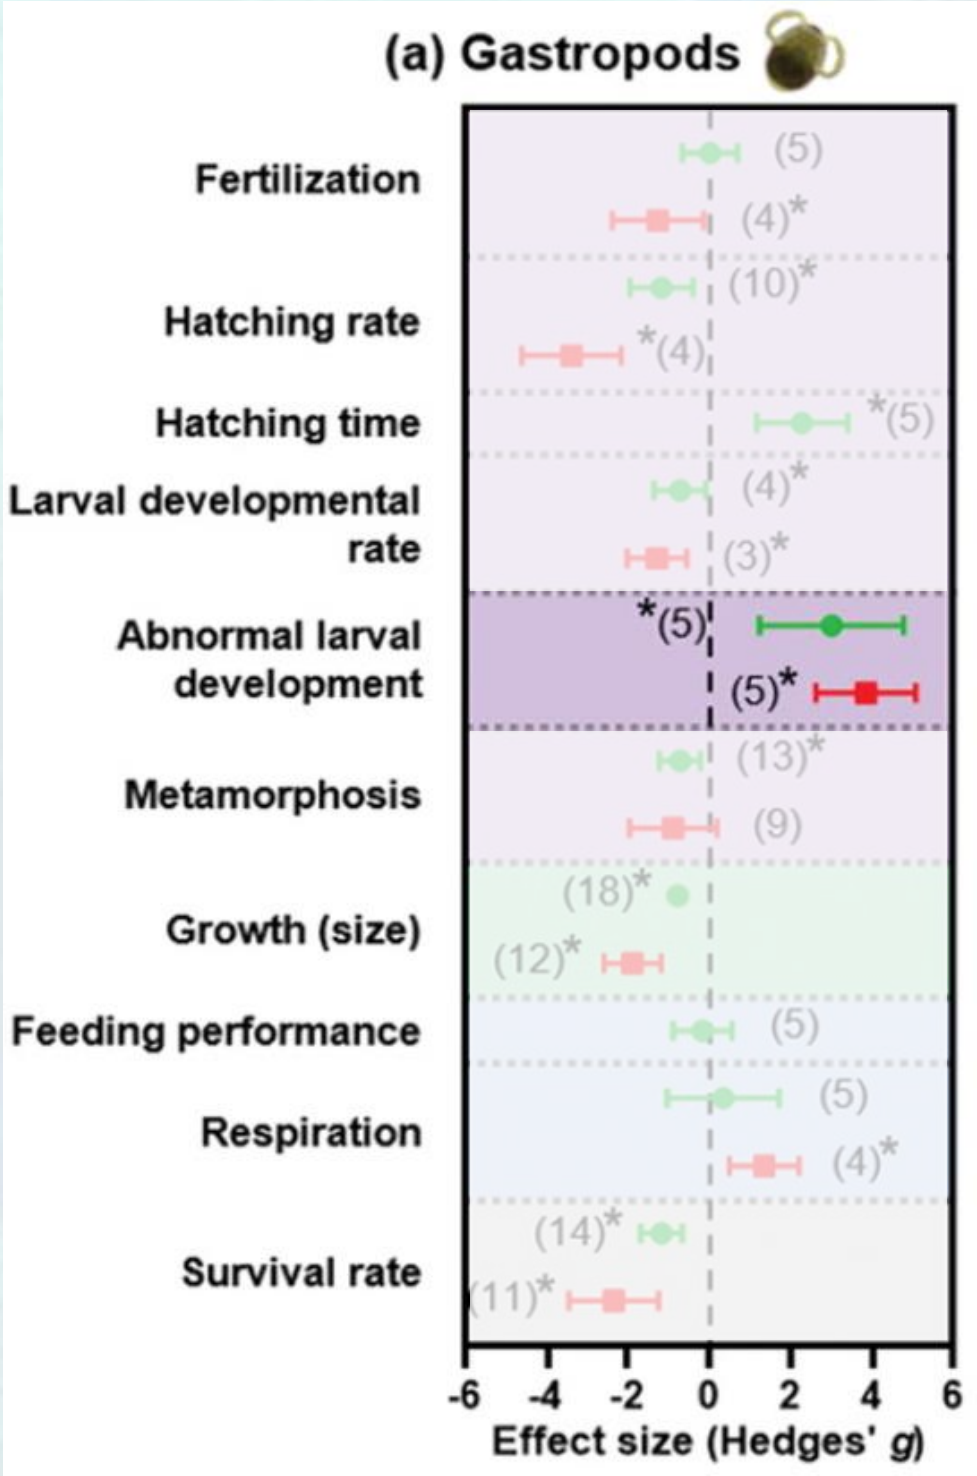 (a) Gastropods
Fertilization
(5)
(4)*
Hatching rate
(10)*
*(4)
Hatching time
*(5)
Larval developmental
rate
(4)*
(3)*
Abnormal larval
development
*(5)
(5)*
Metamorphosis
(13)*
(9)
Growth (size)
(18)*
(12)*
Feeding performance
(5)
Respiration
(5)
(4)*
Survival rate
(14)*
(11)*
-6 -4 -2 0 2 4 6
Effect size (Hedges' g)